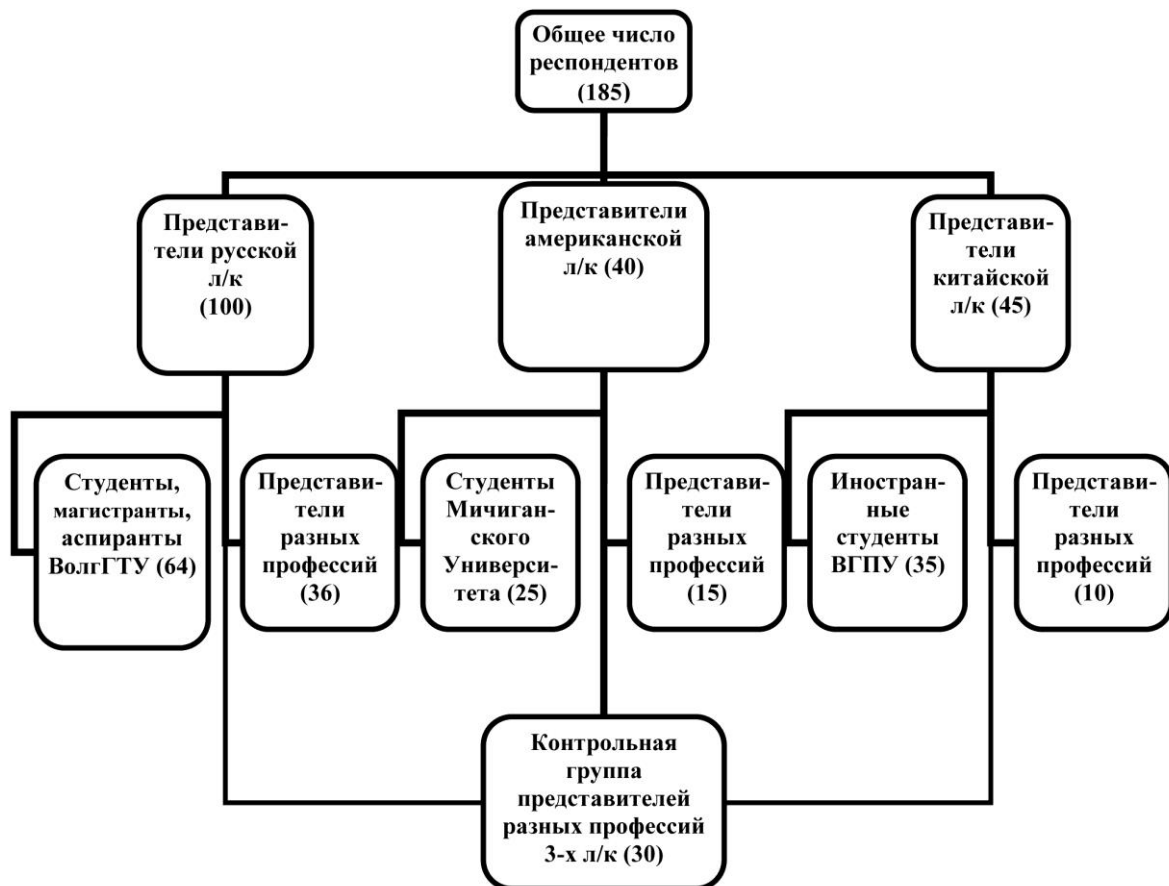 Общее число
респондентов
(185)
Представи-
тели русской
л/к
(100)
Представители
американской
л/к (40)
Представи-
тели
китайской
л/к (45)
Студенты,
магистранты,
аспиранты
ВолгГТУ (64)
Представи-
тели
разных
профессий
(36)
Студенты
Мичиган-
ского
Универси-
тета (25)
Представи-
тели
разных
профессий
(15)
Иностран-
ные
студенты
ВГПУ (35)
Представи-
тели
разных
профессий
(10)
Контрольная
группа
представителей
разных профессий
3-х л/к (30)